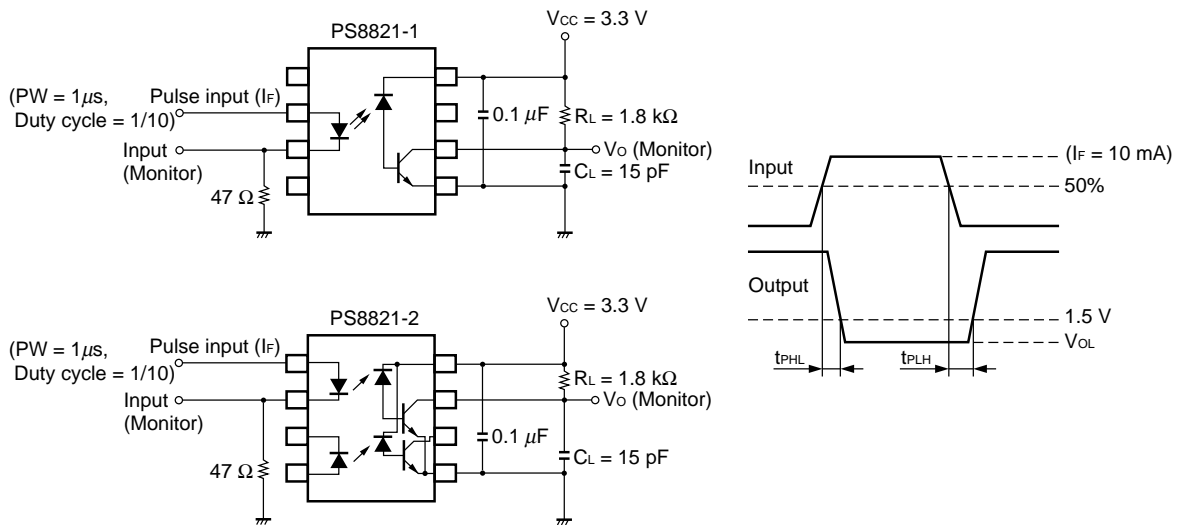 VCC = 3.3 V
PS8821-1
(PW = 1μs,
Duty cycle = 1/10)
Pulse input (IF)
Input
(Monitor)
47 Ω
0.1 μF
RL = 1.8 kΩ
VO (Monitor)
CL = 15 pF
VCC = 3.3 V
PS8821-2
(PW = 1μs,
Duty cycle = 1/10)
Pulse input (IF)
Input
(Monitor)
47 Ω
0.1 μF
RL = 1.8 kΩ
VO (Monitor)
CL = 15 pF
Input
(IF = 10 mA)
50%
Output
1.5 V
VOL
tPHL
tPLH